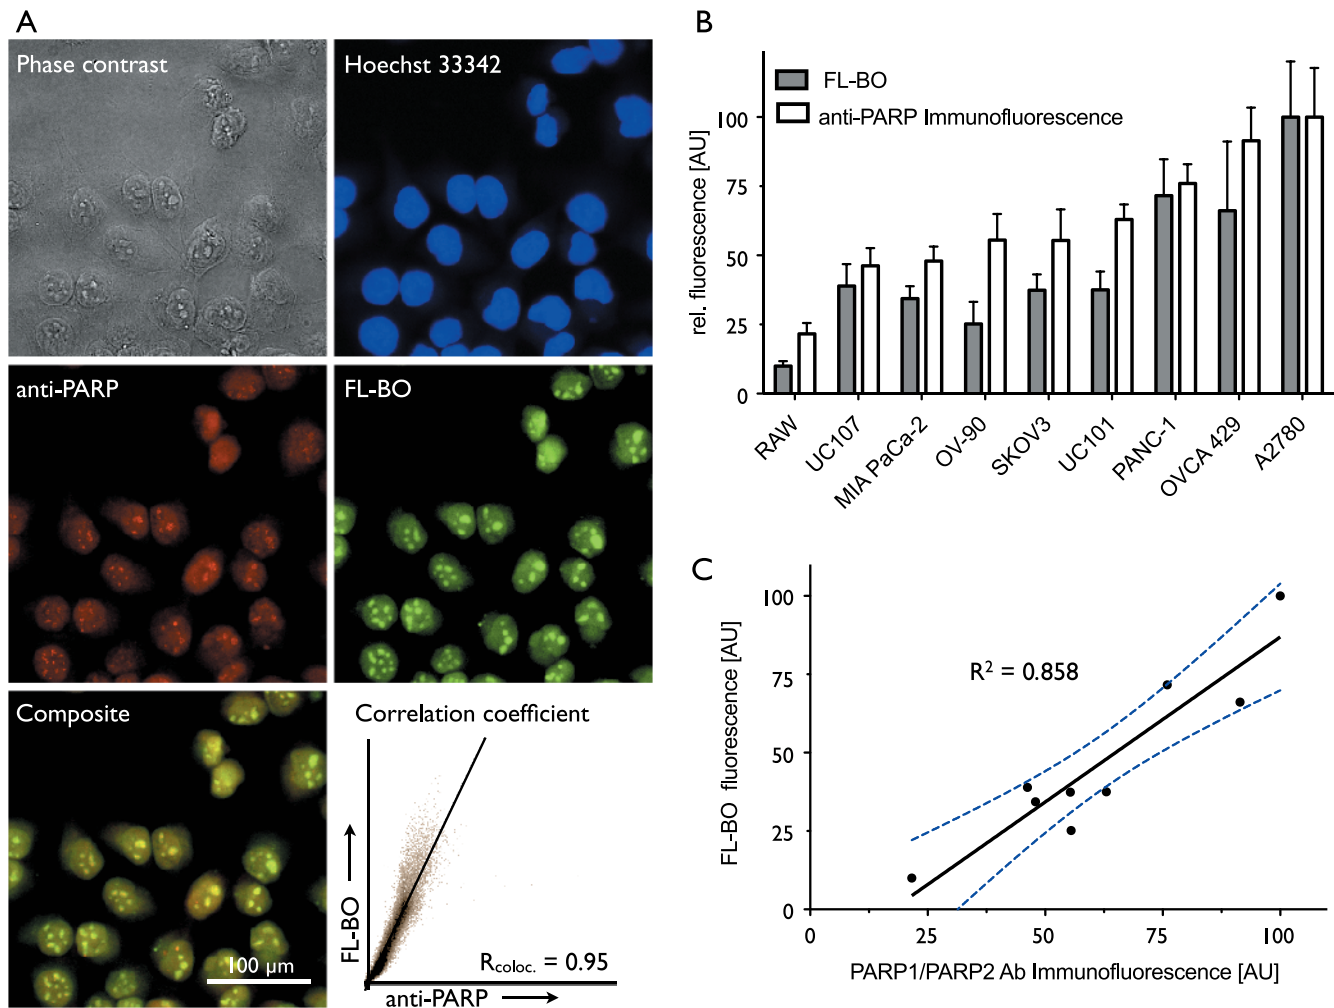 A
Phase contrast
Hoechst 33342
anti-PARP
FL-BO
Composite
100 µm
Correlation coefficient
FL-BO
R coloc. = 0.95
anti-PARP
B
FL-BO
anti-PARP Immunofluorescence
rel. fluorescence [AU]
100
75
50
25
0
RAW
UC107
MIA PaCa-2
OV-90
SKOV3
UC101
PANC-1
OVCA 429
A2780
C
FL-BO fluorescence [AU]
100
75
50
25
0
R² = 0.858
0
25
50
75
100
PARP1/PARP2 Ab Immunofluorescence [AU]